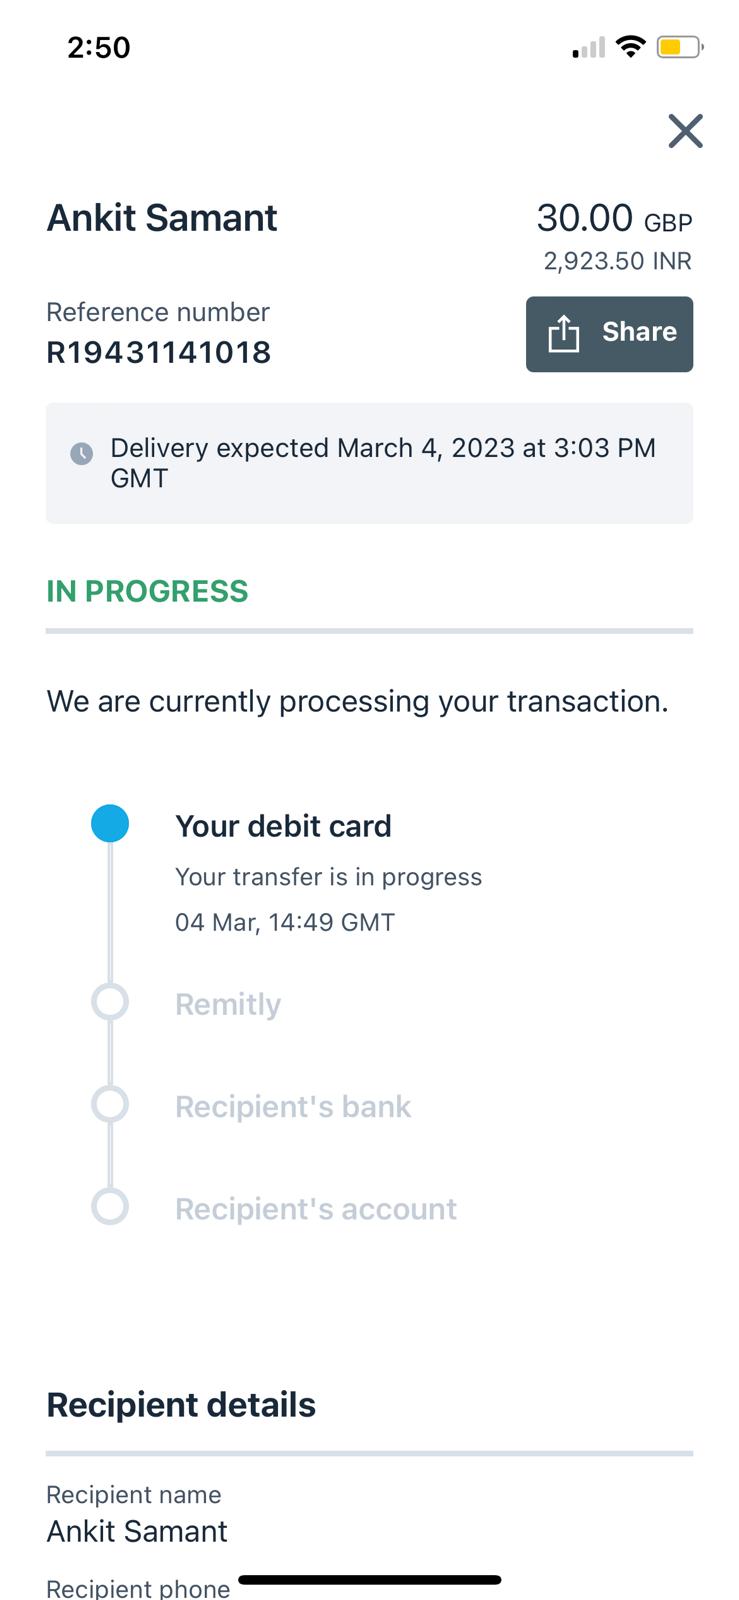 2:50
Ankit Samant
30.00 GBP
2,923.50 INR
Reference number
R19431141018
Share
Delivery expected March 4, 2023 at 3:03 PM
GMT
IN PROGRESS
We are currently processing your transaction.
Your debit card
Your transfer is in progress
04 Mar, 14:49 GMT
Remitly
Recipient's bank
Recipient's account
Recipient details
Recipient name
Ankit Samant
Recipient phone